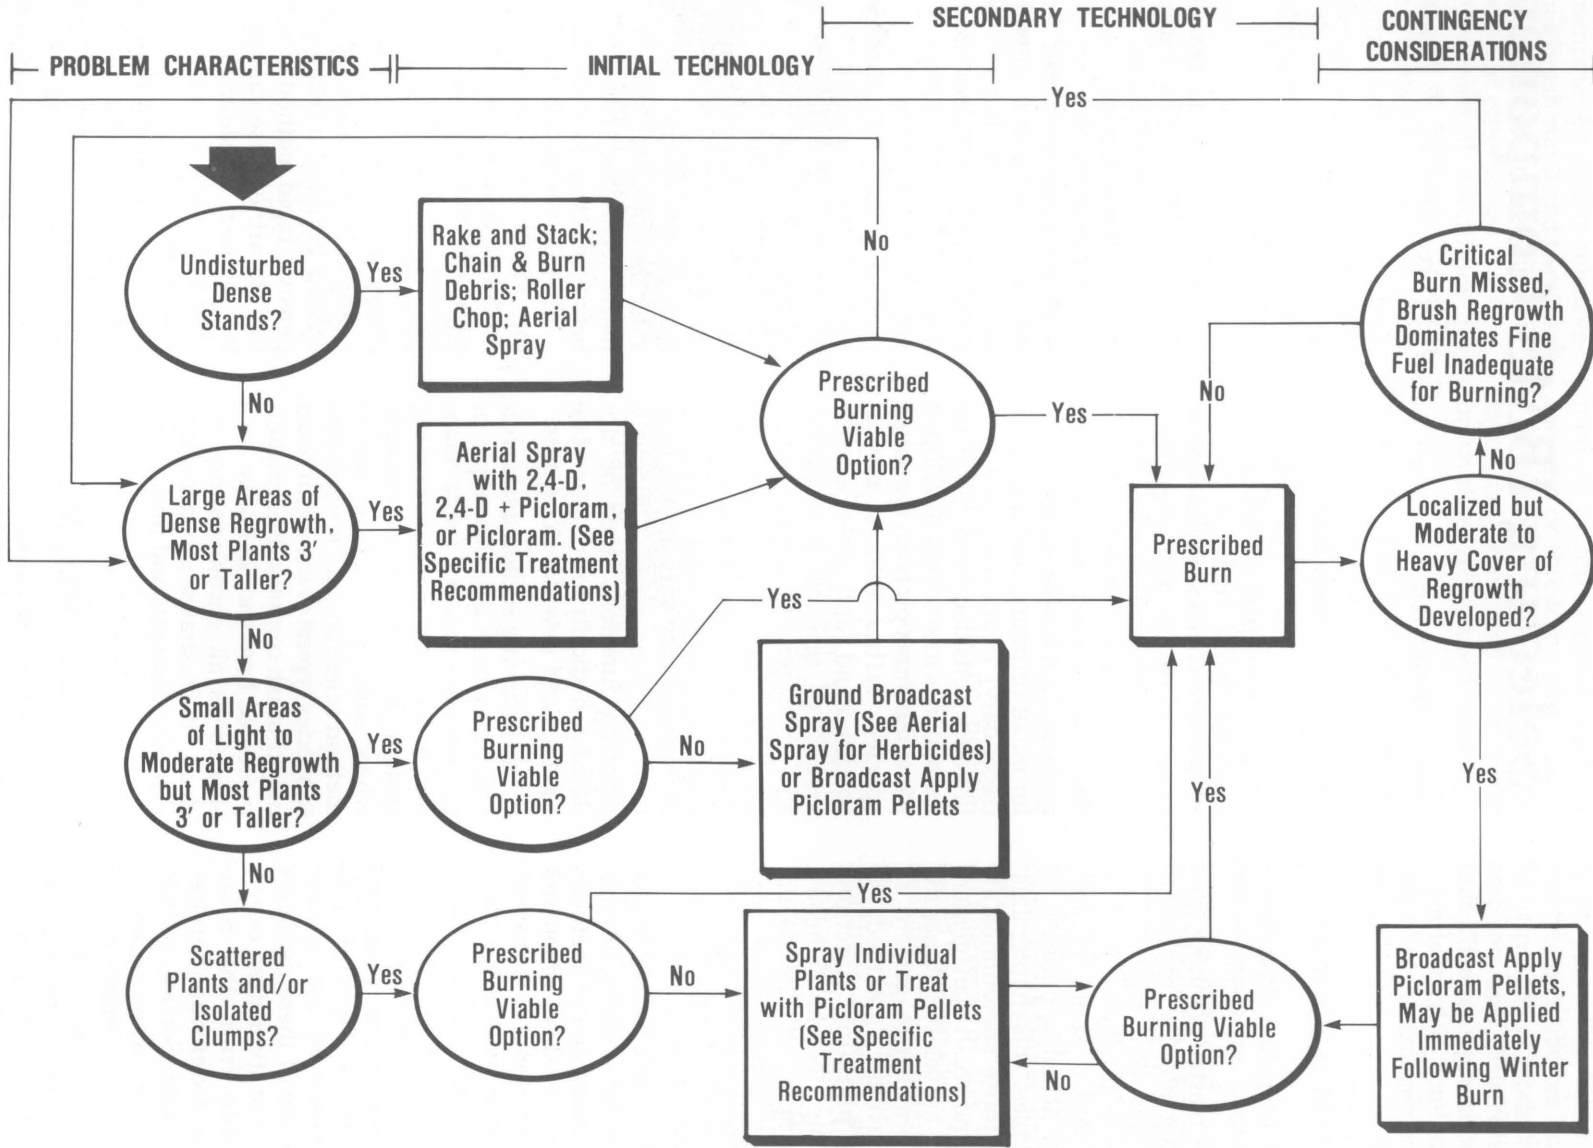 SECONDARY TECHNOLOGY
CONTINGENCY
CONSIDERATIONS
PROBLEM CHARACTERISTICS
INITIAL TECHNOLOGY
Yes
Undisturbed
Dense
Stands?
Yes
Rake and Stack;
Chain & Burn
Debris; Roller
Chop; Aerial
Spray
No
Critical
Burn Missed,
Brush Regrowth
Dominates Fine
Fuel Inadequate
for Burning?
No
Prescribed
Burning
Viable
Option?
Yes
No
No
Large Areas of
Dense Regrowth,
Most Plants 3'
or Taller?
Yes
Aerial Spray
with 2,4-D,
2,4-D + Picloram,
or Picloram. (See
Specific Treatment
Recommendations)
Prescribed
Burn
Localized but
Moderate to
Heavy Cover of
Regrowth
Developed?
No
Yes
Small Areas
of Light to
Moderate Regrowth
but Most Plants
3' or Taller?
Yes
Prescribed
Burning
Viable
Option?
No
Ground Broadcast
Spray (See Aerial
Spray for Herbicides)
or Broadcast Apply
Picloram Pellets
Yes
Yes
No
Yes
Scattered
Plants and/or
Isolated
Clumps?
Yes
Prescribed
Burning
Viable
Option?
No
Spray Individual
Plants or Treat
with Picloram Pellets
(See Specific
Treatment
Recommendations)
No
Prescribed
Burning Viable
Option?
Broadcast Apply
Picloram Pellets,
May be Applied
Immediately
Following Winter
Burn